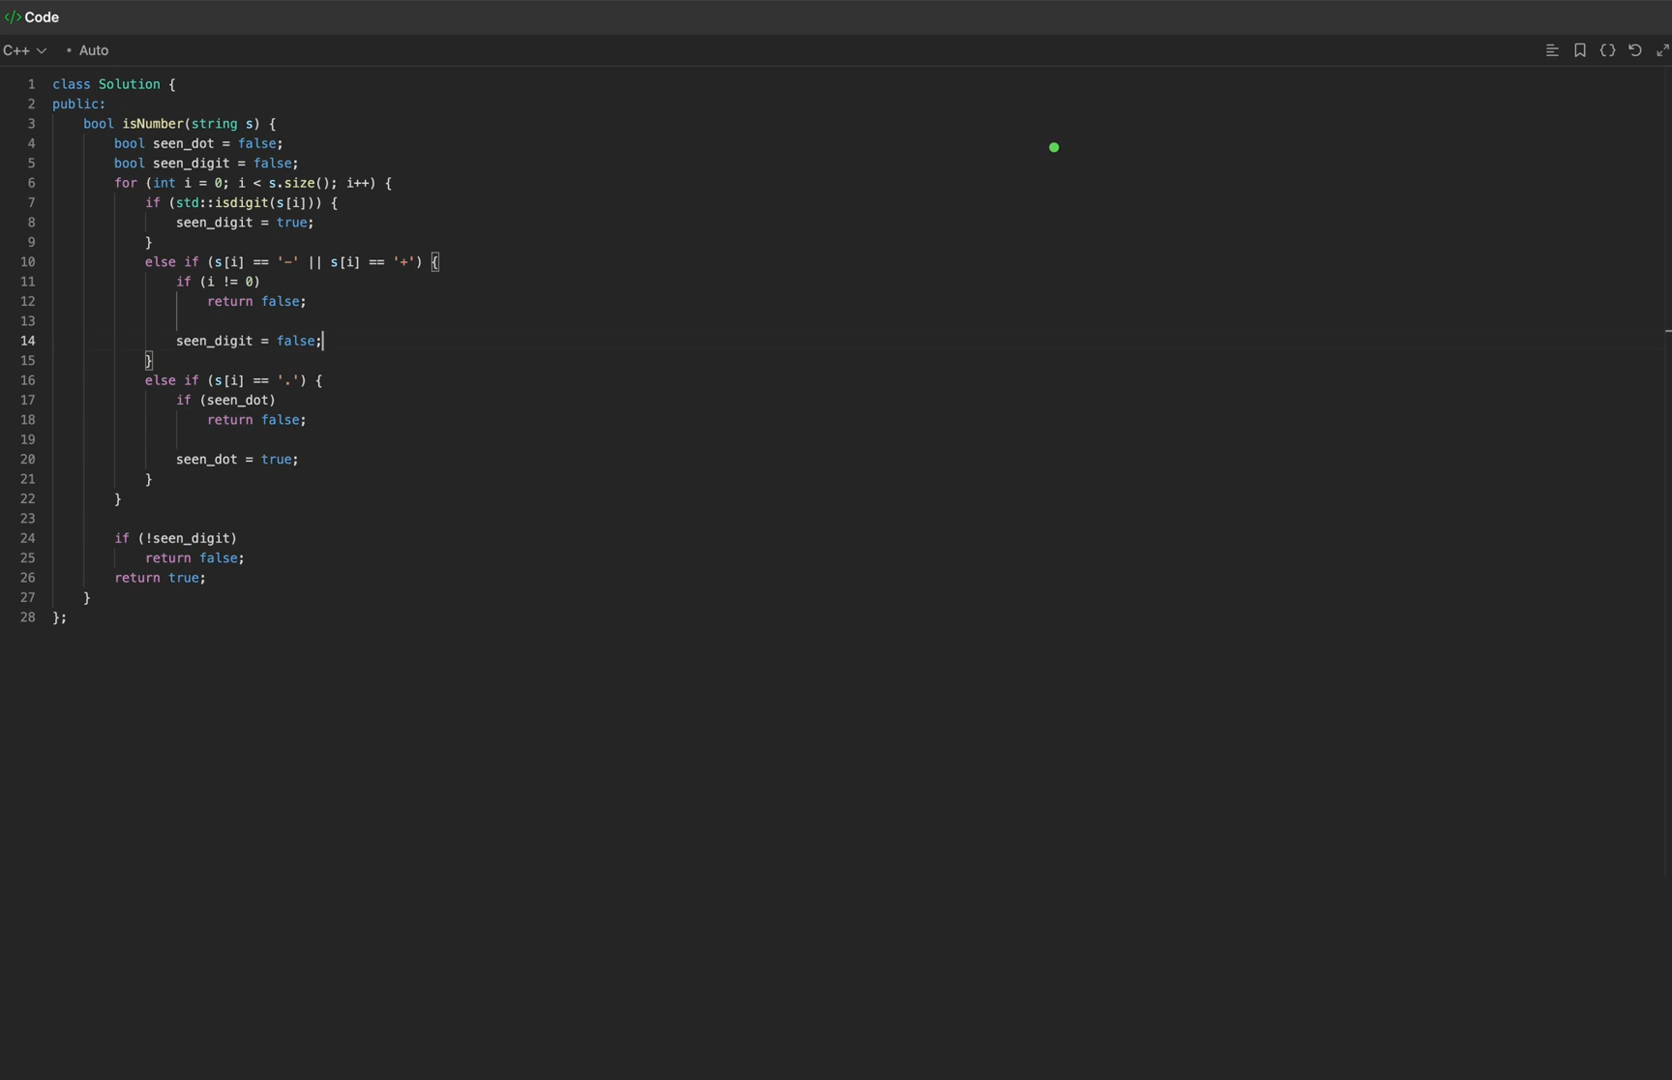 </> Code
C++ • Auto
1 class Solution {
2 public:
3     bool isNumber(string s) {
4         bool seen_dot = false;
5         bool seen_digit = false;
6         for (int i = 0; i < s.size(); i++) {
7             if (std::isdigit(s[i])) {
8                 seen_digit = true;
9             }
10             else if (s[i] == '-' || s[i] == '+') {
11                 if (i != 0)
12                     return false;
13
14                 seen_digit = false;
15             }
16             else if (s[i] == '.') {
17                 if (seen_dot)
18                     return false;
19
20                 seen_dot = true;
21             }
22         }
23
24         if (!seen_digit)
25             return false;
26         return true;
27     }
28 };